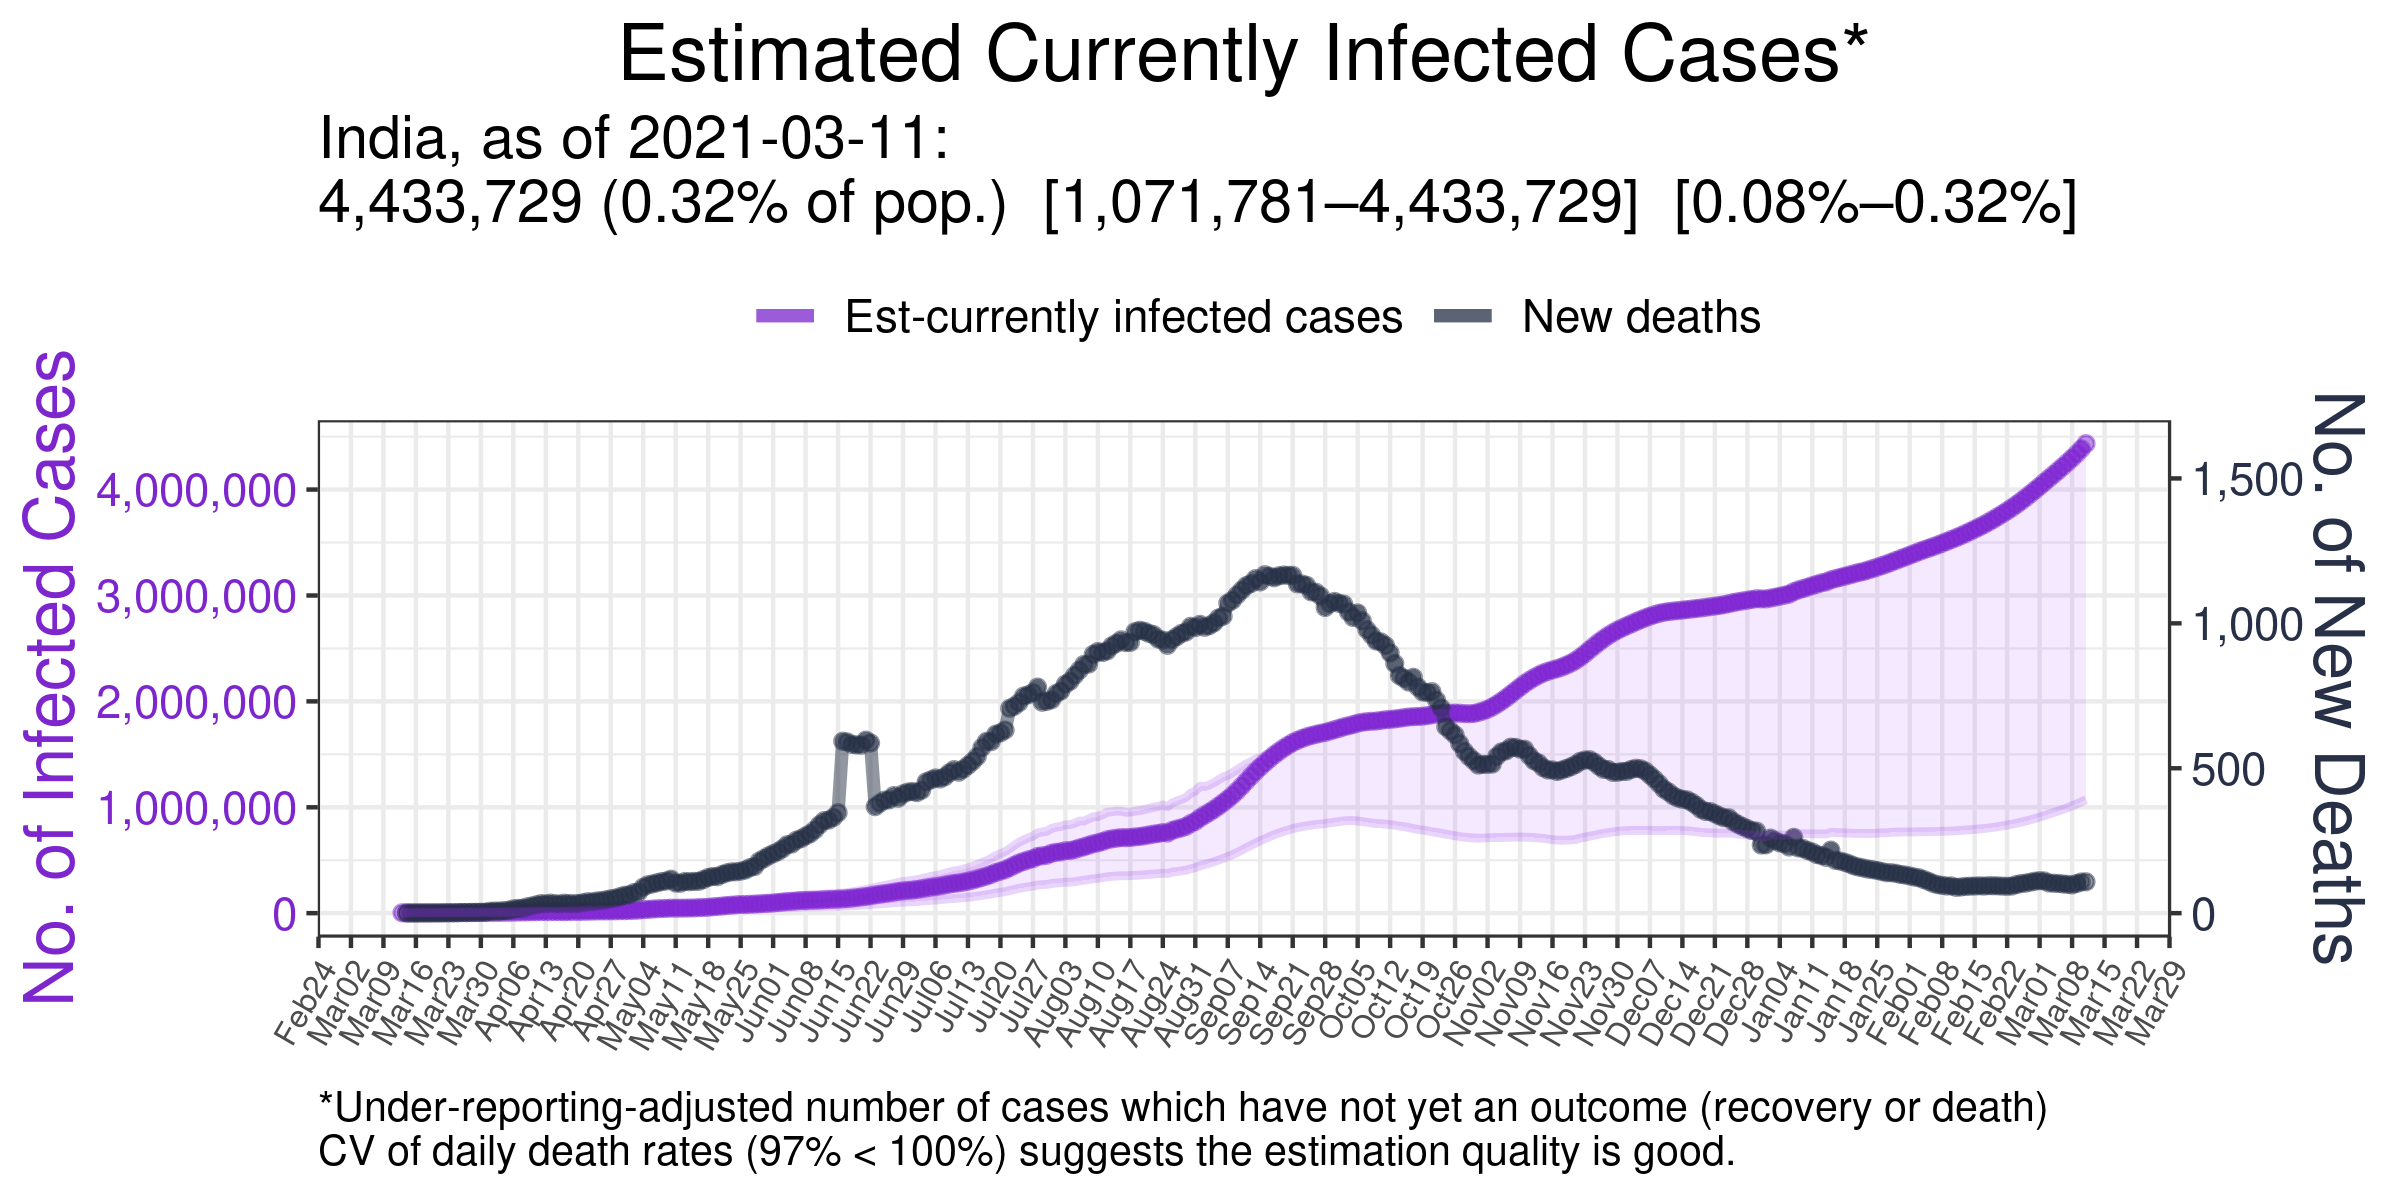 Estimated Currently Infected Cases*
India, as of 2021-03-11:
4,433,729 (0.32% of pop.) [1,071,781–4,433,729] [0.08%–0.32%]
Est-currently infected cases
New deaths
No. of Infected Cases
4,000,000
3,000,000
2,000,000
1,000,000
0
1,500
1,000
500
0
No. of New Deaths
Feb24
Mar02
Mar09
Mar16
Mar23
Mar30
Apr06
Apr13
Apr20
Apr27
May04
May11
May18
May25
Jun01
Jun08
Jun15
Jun22
Jun29
Jul06
Jul13
Jul20
Jul27
Aug03
Aug10
Aug17
Aug24
Aug31
Sep07
Sep14
Sep21
Sep28
Oct05
Oct12
Oct19
Oct26
Nov02
Nov09
Nov16
Nov23
Nov30
Dec07
Dec14
Dec21
Dec28
Jan04
Jan11
Jan18
Jan25
Feb01
Feb08
Feb15
Feb22
Mar01
Mar08
Mar15
Mar22
Mar29
*Under-reporting-adjusted number of cases which have not yet an outcome (recovery or death)
CV of daily death rates (97% < 100%) suggests the estimation quality is good.